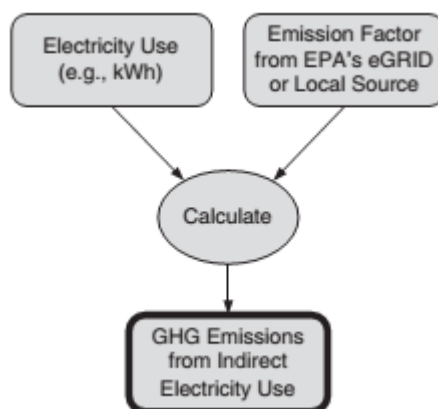 Electricity Use
(e.g., kWh)
Emission Factor
from EPA's eGRID
or Local Source
Calculate
GHG Emissions
from Indirect
Electricity Use